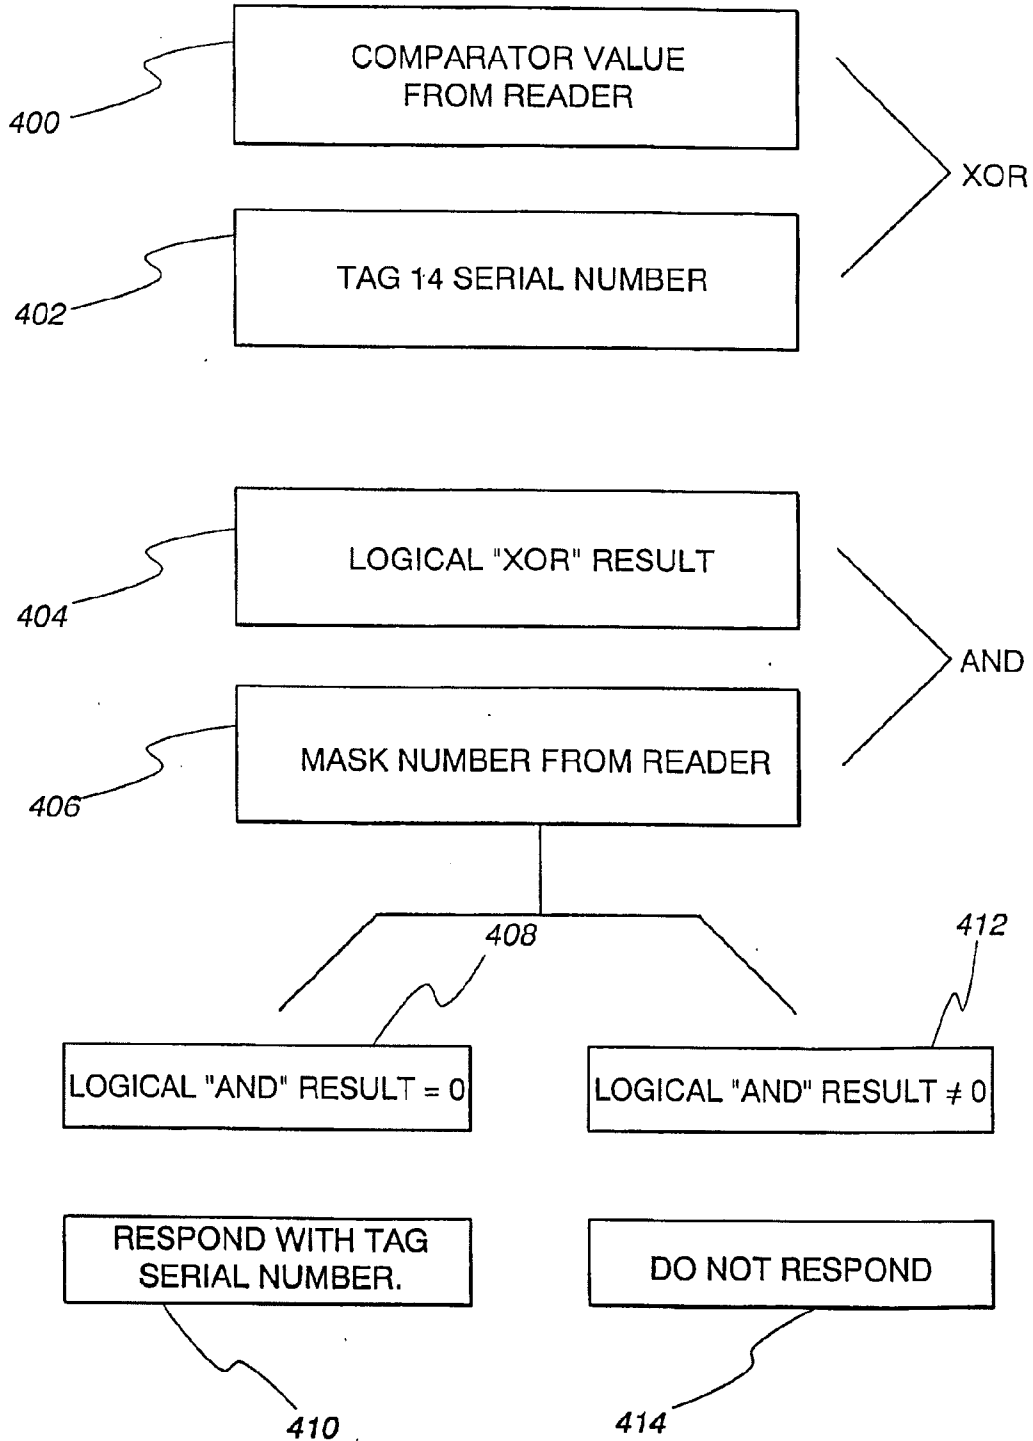 COMPARATOR VALUE
FROM READER
400
XOR
TAG 14 SERIAL NUMBER
402
LOGICAL "XOR" RESULT
404
AND
MASK NUMBER FROM READER
406
408
412
LOGICAL "AND" RESULT = 0
LOGICAL "AND" RESULT ≠ 0
RESPOND WITH TAG
SERIAL NUMBER.
DO NOT RESPOND
410
414